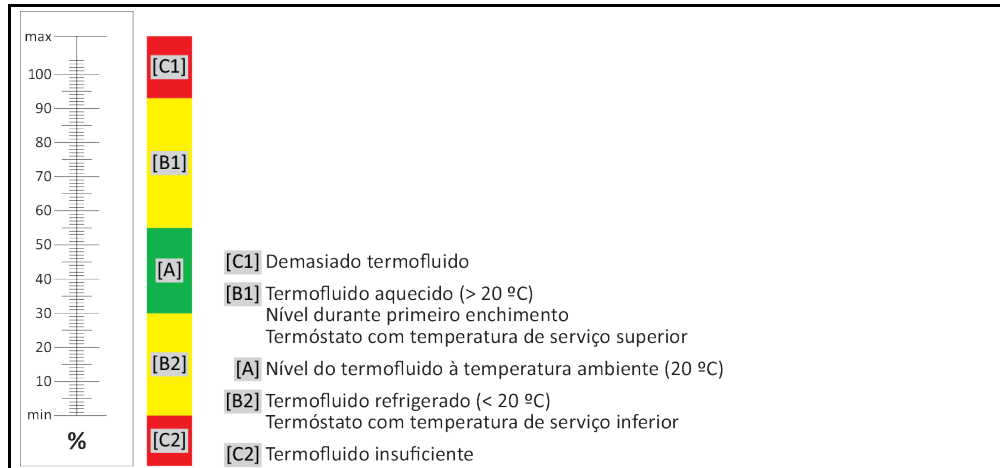 max
100
90
80
70
60
50
40
30
20
10
min
%
[C1]
[B1]
[A]
[B2]
[C2]
[C1] Demasiado termofluido
[B1] Termofluido aquecido (> 20 ºC)
Nível durante primeiro enchimento
Termóstato com temperatura de serviço superior
[A] Nível do termofluido à temperatura ambiente (20 ºC)
[B2] Termofluido refrigerado (< 20 ºC)
Termóstato com temperatura de serviço inferior
[C2] Termofluido insuficiente